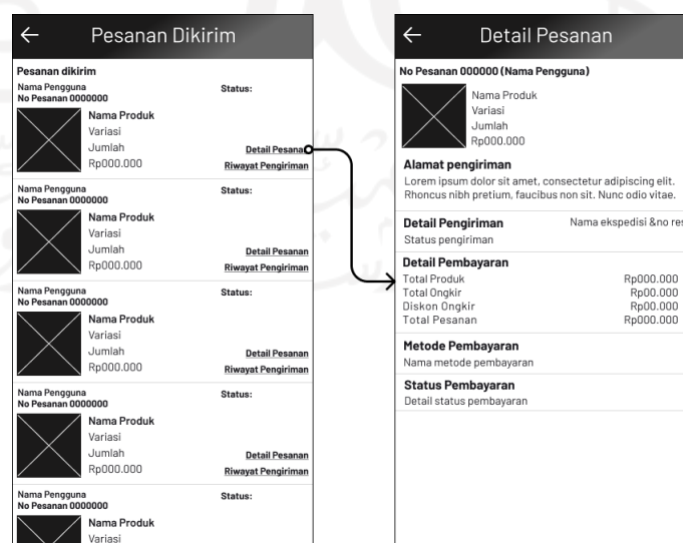 Pesanan Dikirim
Pesanan dikirim
Nama Pengguna
Status:
No Pesanan 0000000
Nama Produk
Variasi
Jumlah
Detail Pesanan
Rp000.000
Riwayat Pengiriman
Nama Pengguna
Status:
No Pesanan 0000000
Nama Produk
Variasi
Jumlah
Detail Pesanan
Rp000.000
Riwayat Pengiriman
Nama Pengguna
Status:
No Pesanan 0000000
Nama Produk
Variasi
Jumlah
Detail Pesanan
Rp000.000
Riwayat Pengiriman
Nama Pengguna
Status:
No Pesanan 0000000
Nama Produk
Variasi
Jumlah
Detail Pesanan
Rp000.000
Riwayat Pengiriman
Nama Pengguna
Status:
No Pesanan 0000000
Nama Produk
Variasi
Detail Pesanan
No Pesanan 000000 (Nama Pengguna)
Nama Produk
Variasi
Jumlah
Rp000.000
Alamat pengiriman
Lorem ipsum dolor sit amet, consectetur adipiscing elit.
Rhoncus nibh pretium, faucibus non sit. Nunc odio vitae.
Detail Pengiriman
Nama ekspedisi &no res
Status pengiriman
Detail Pembayaran
Total Produk Rp000.000
Total Ongkir Rp00.000
Diskon Ongkir Rp00.000
Total Pesanan Rp000.000
Metode Pembayaran
Nama metode pembayaran
Status Pembayaran
Detail status pembayaran